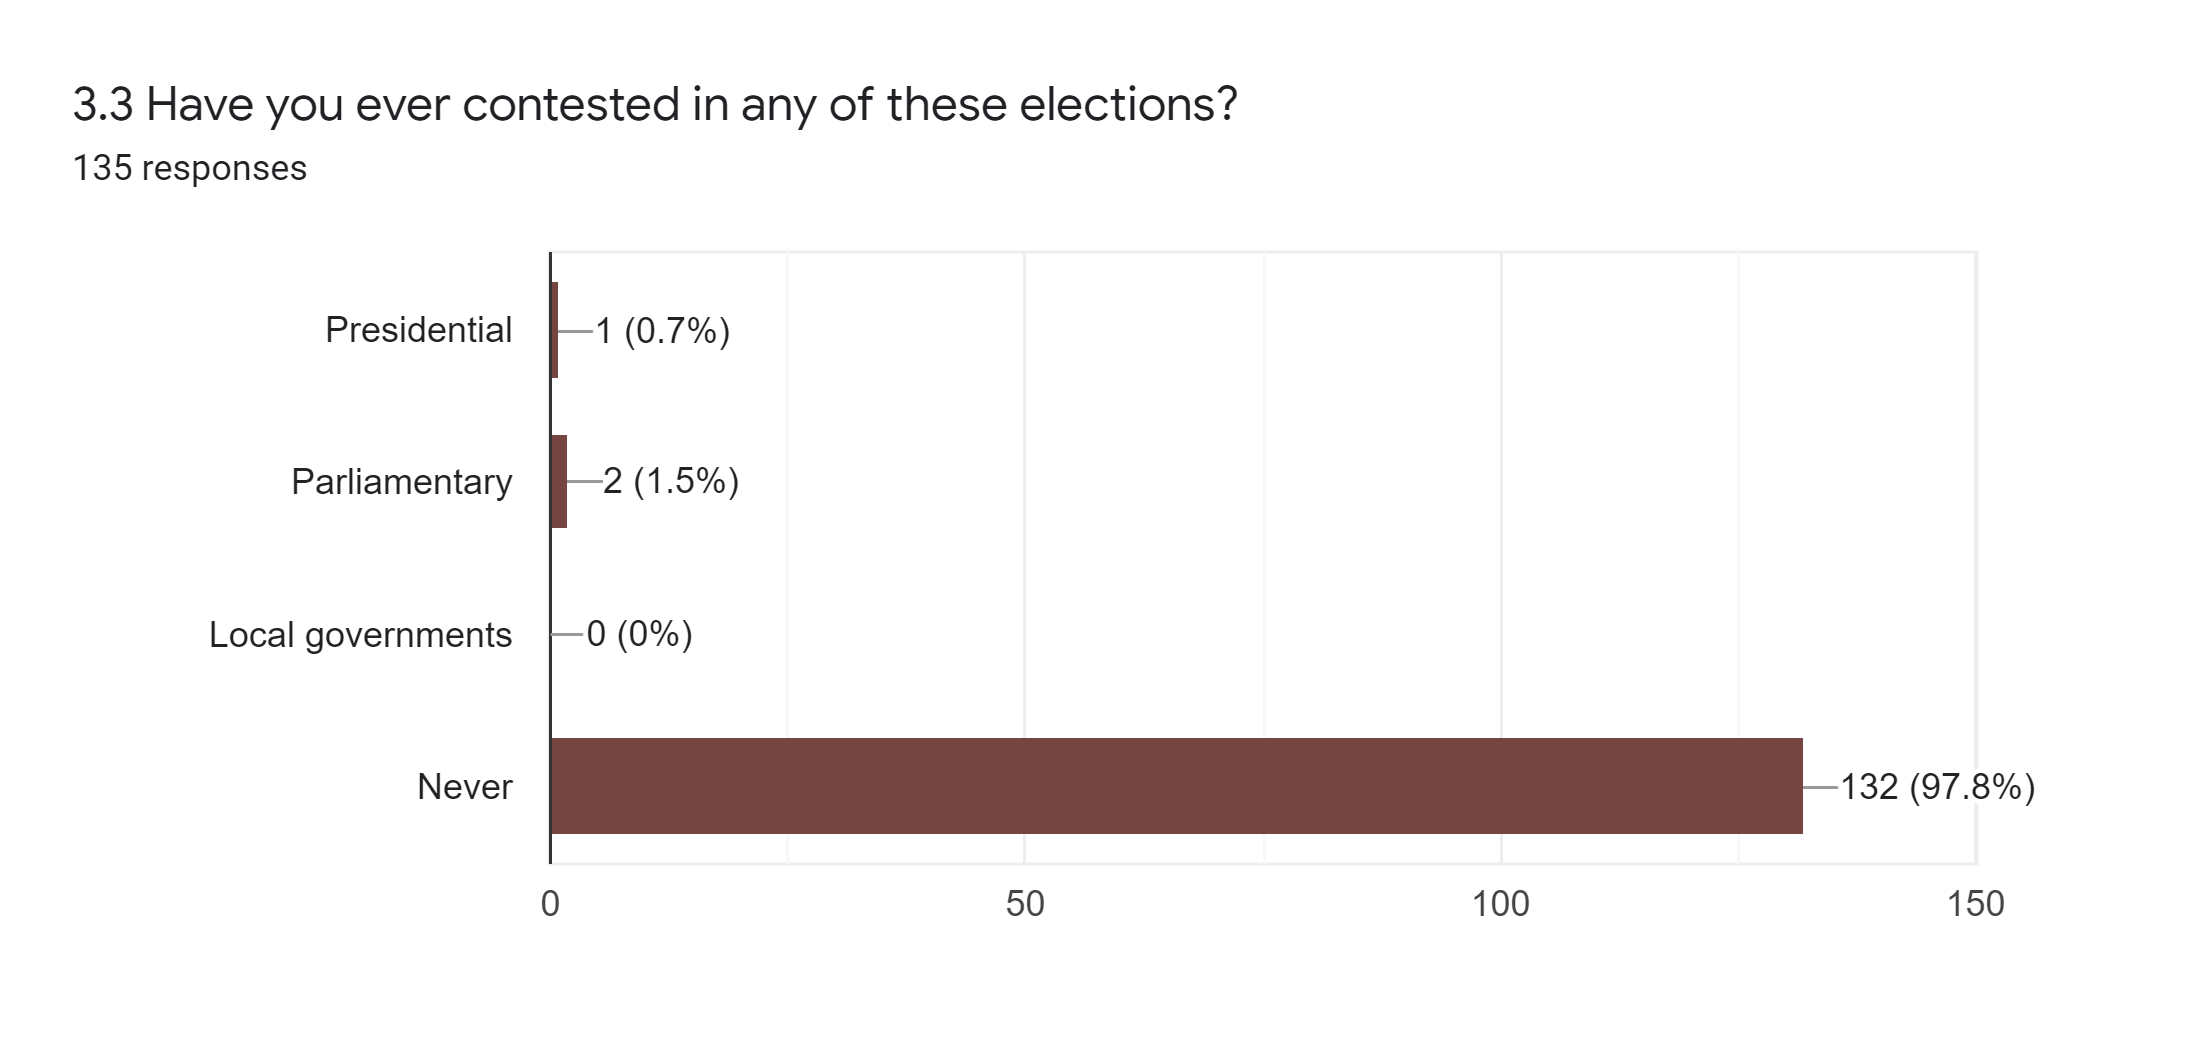 3.3 Have you ever contested in any of these elections?
135 responses
Presidential
1 (0.7%)
Parliamentary
2 (1.5%)
Local governments
0 (0%)
Never
132 (97.8%)
0 50 100 150